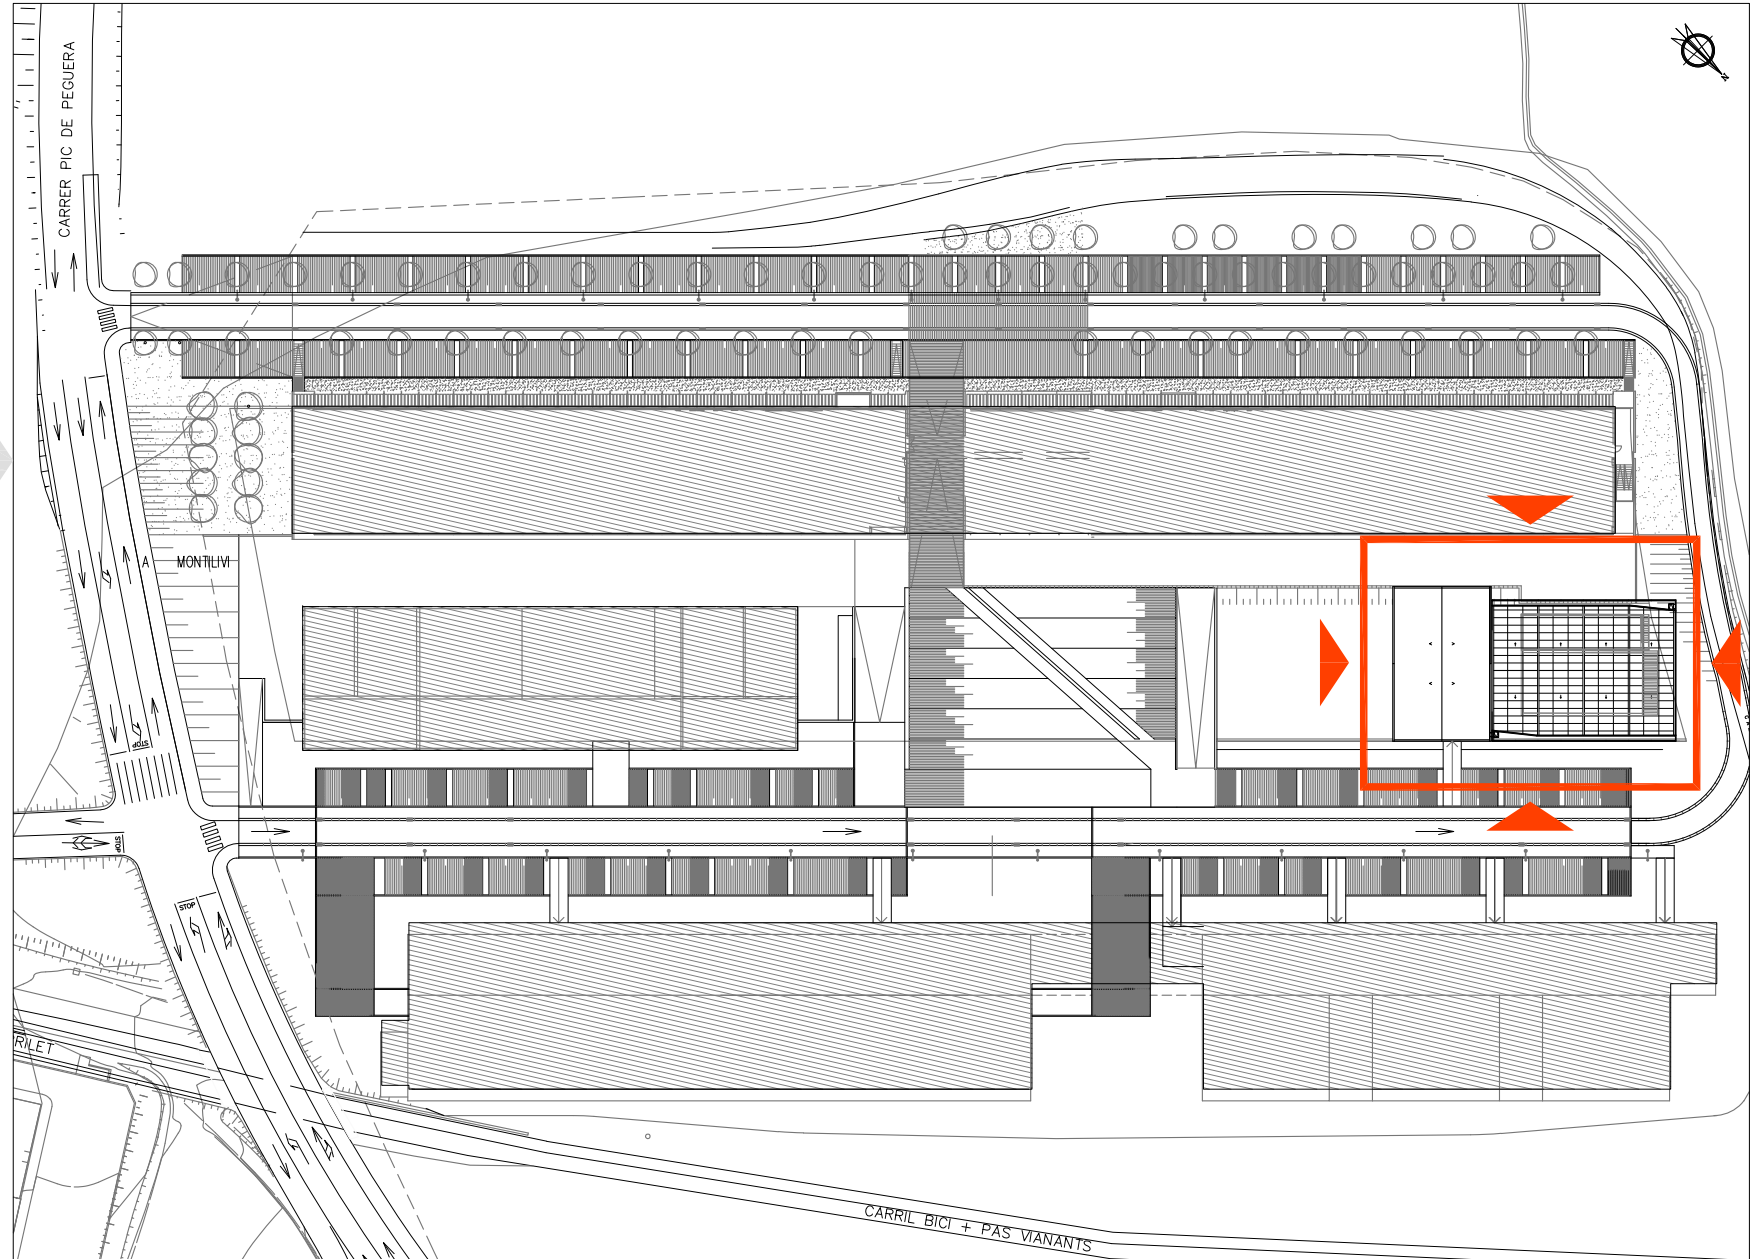 N
CARRER PIC DE PEGUERA
A MONTILIVI
STOP
STOP
STOP
RILET
CARRIL BICI + PAS VIANANTS